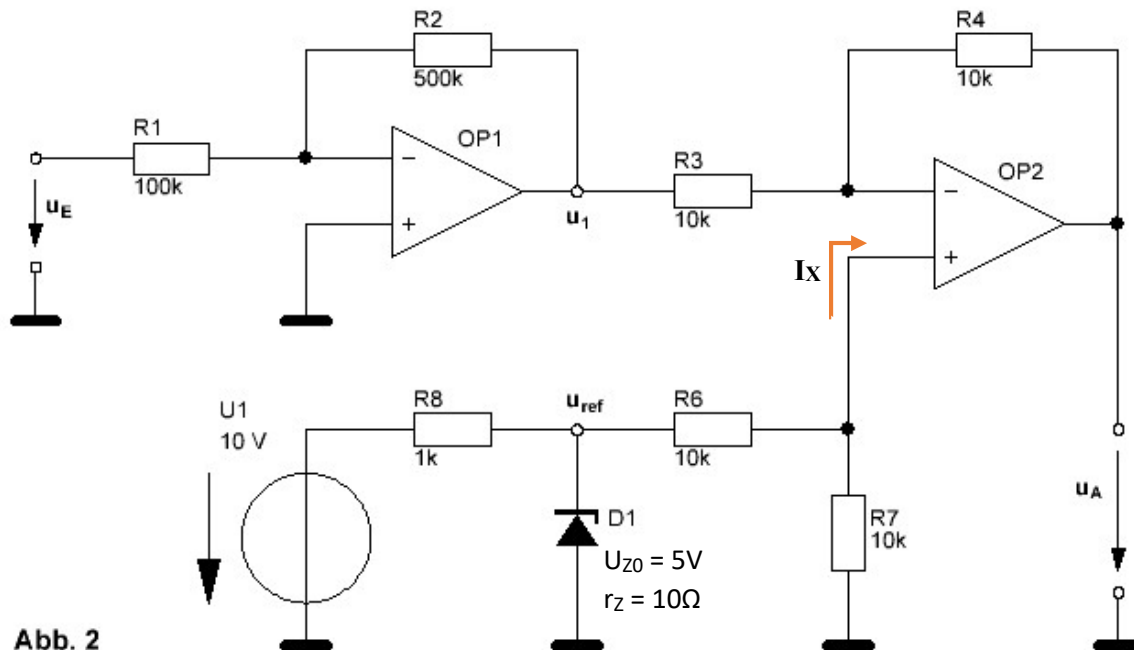 R2
500k
R4
10k
R1
100k
OP1
R3
10k
OP2
uE
u1
IX
R8
1k
uref
R6
10k
U1
10 V
D1
UZ0 = 5V
rZ = 10Ω
R7
10k
uA
Abb. 2
−
+
−
+